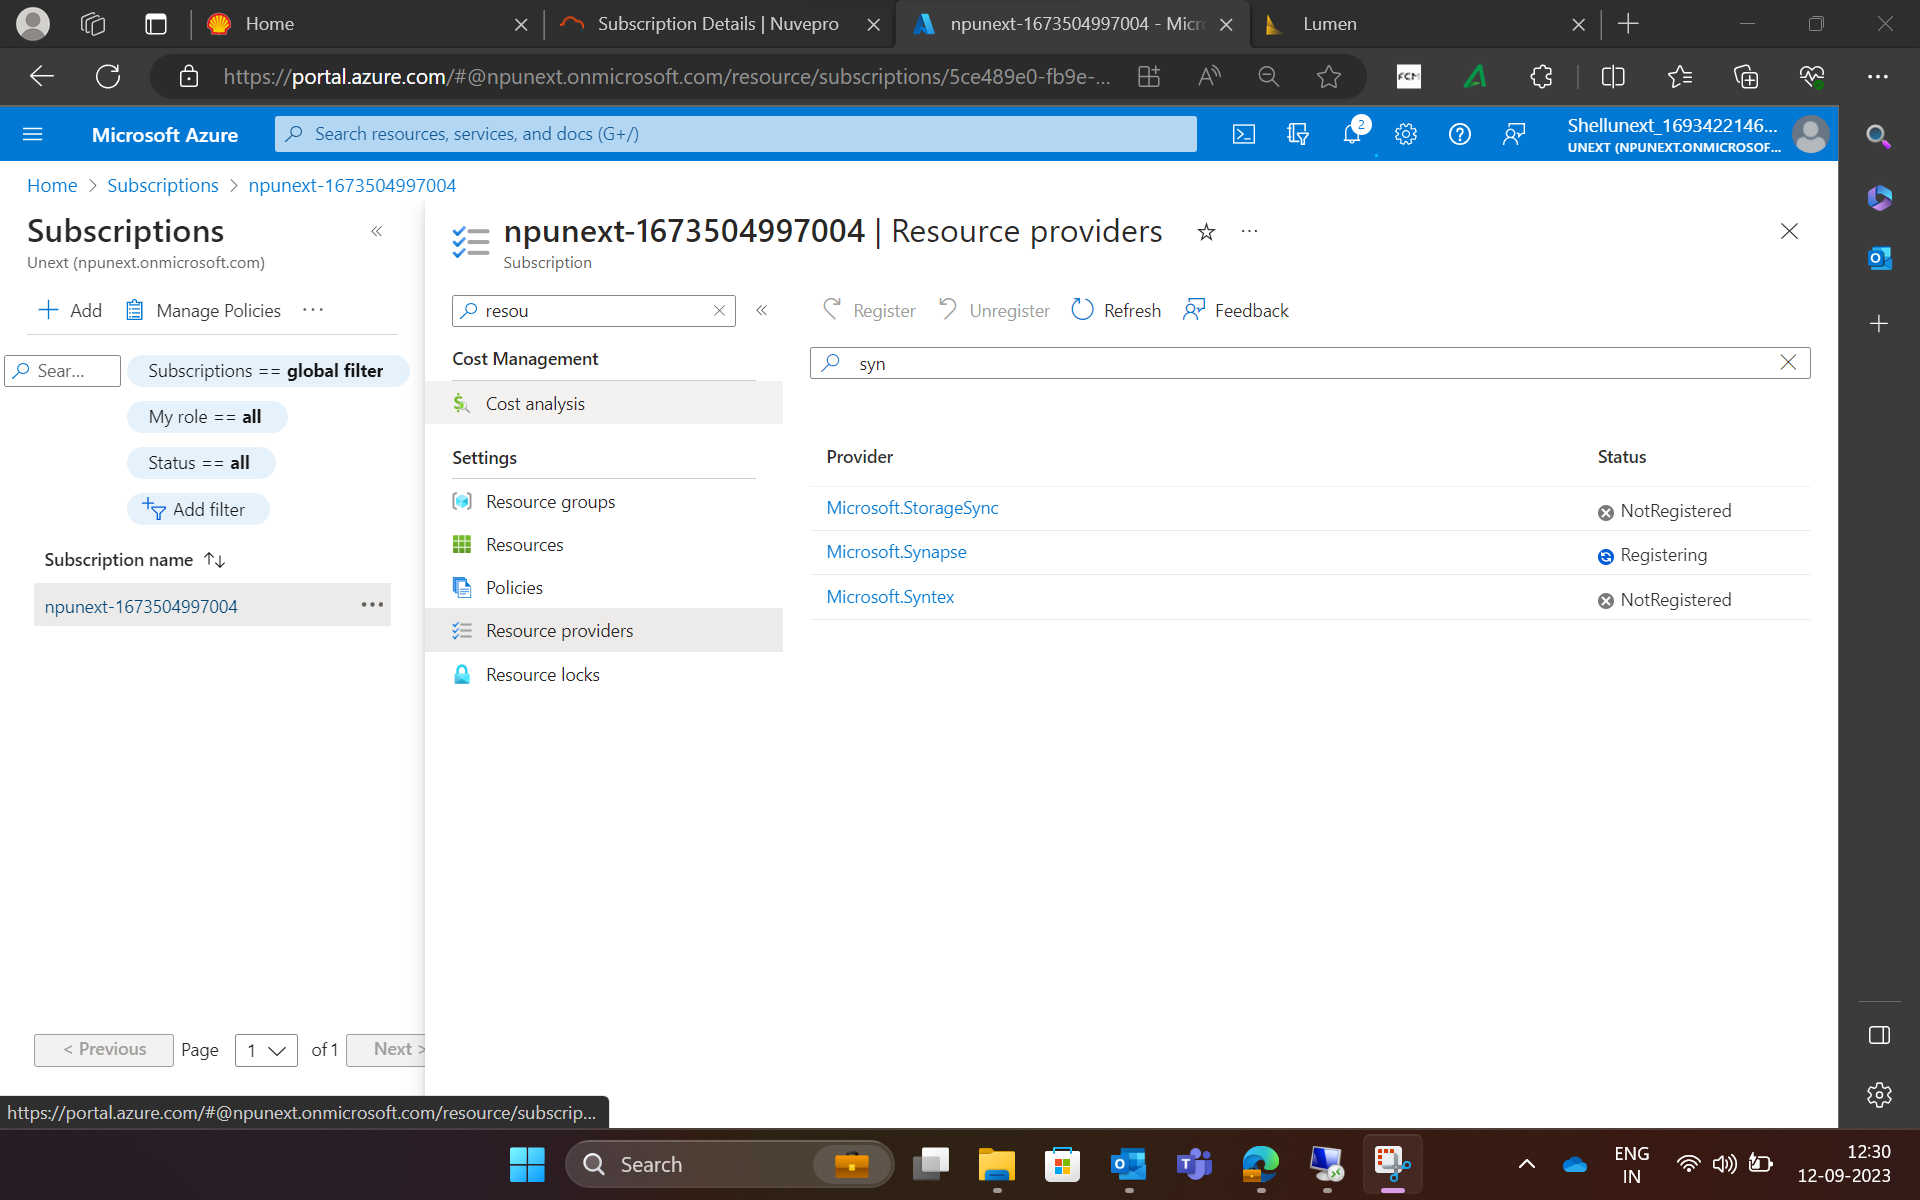 Home
Subscription Details | Nuvepro
npunext-1673504997004 - Micr
Lumen
https://portal.azure.com/#@npunext.onmicrosoft.com/resource/subscriptions/5ce489e0-fb9e-...
FCM
Microsoft Azure
Search resources, services, and docs (G+/)
2
Shellunext_1693422146...
UNEXT (NPUNEXT.ONMICROSOF...
Home > Subscriptions > npunext-1673504997004
Subscriptions
Unext (npunext.onmicrosoft.com)
Add
Manage Policies
Sear...
Subscriptions == global filter
My role == all
Status == all
Add filter
Subscription name
npunext-1673504997004
< Previous
Page
1
of 1
Next >
npunext-1673504997004 | Resource providers
Subscription
resou
Cost Management
Cost analysis
Settings
Resource groups
Resources
Policies
Resource providers
Resource locks
Register
Unregister
Refresh
Feedback
syn
Provider
Status
Microsoft.StorageSync
NotRegistered
Microsoft.Synapse
Registering
Microsoft.Syntex
NotRegistered
https://portal.azure.com/#@npunext.onmicrosoft.com/resource/subscrip...
Search
ENG
IN
12:30
12-09-2023